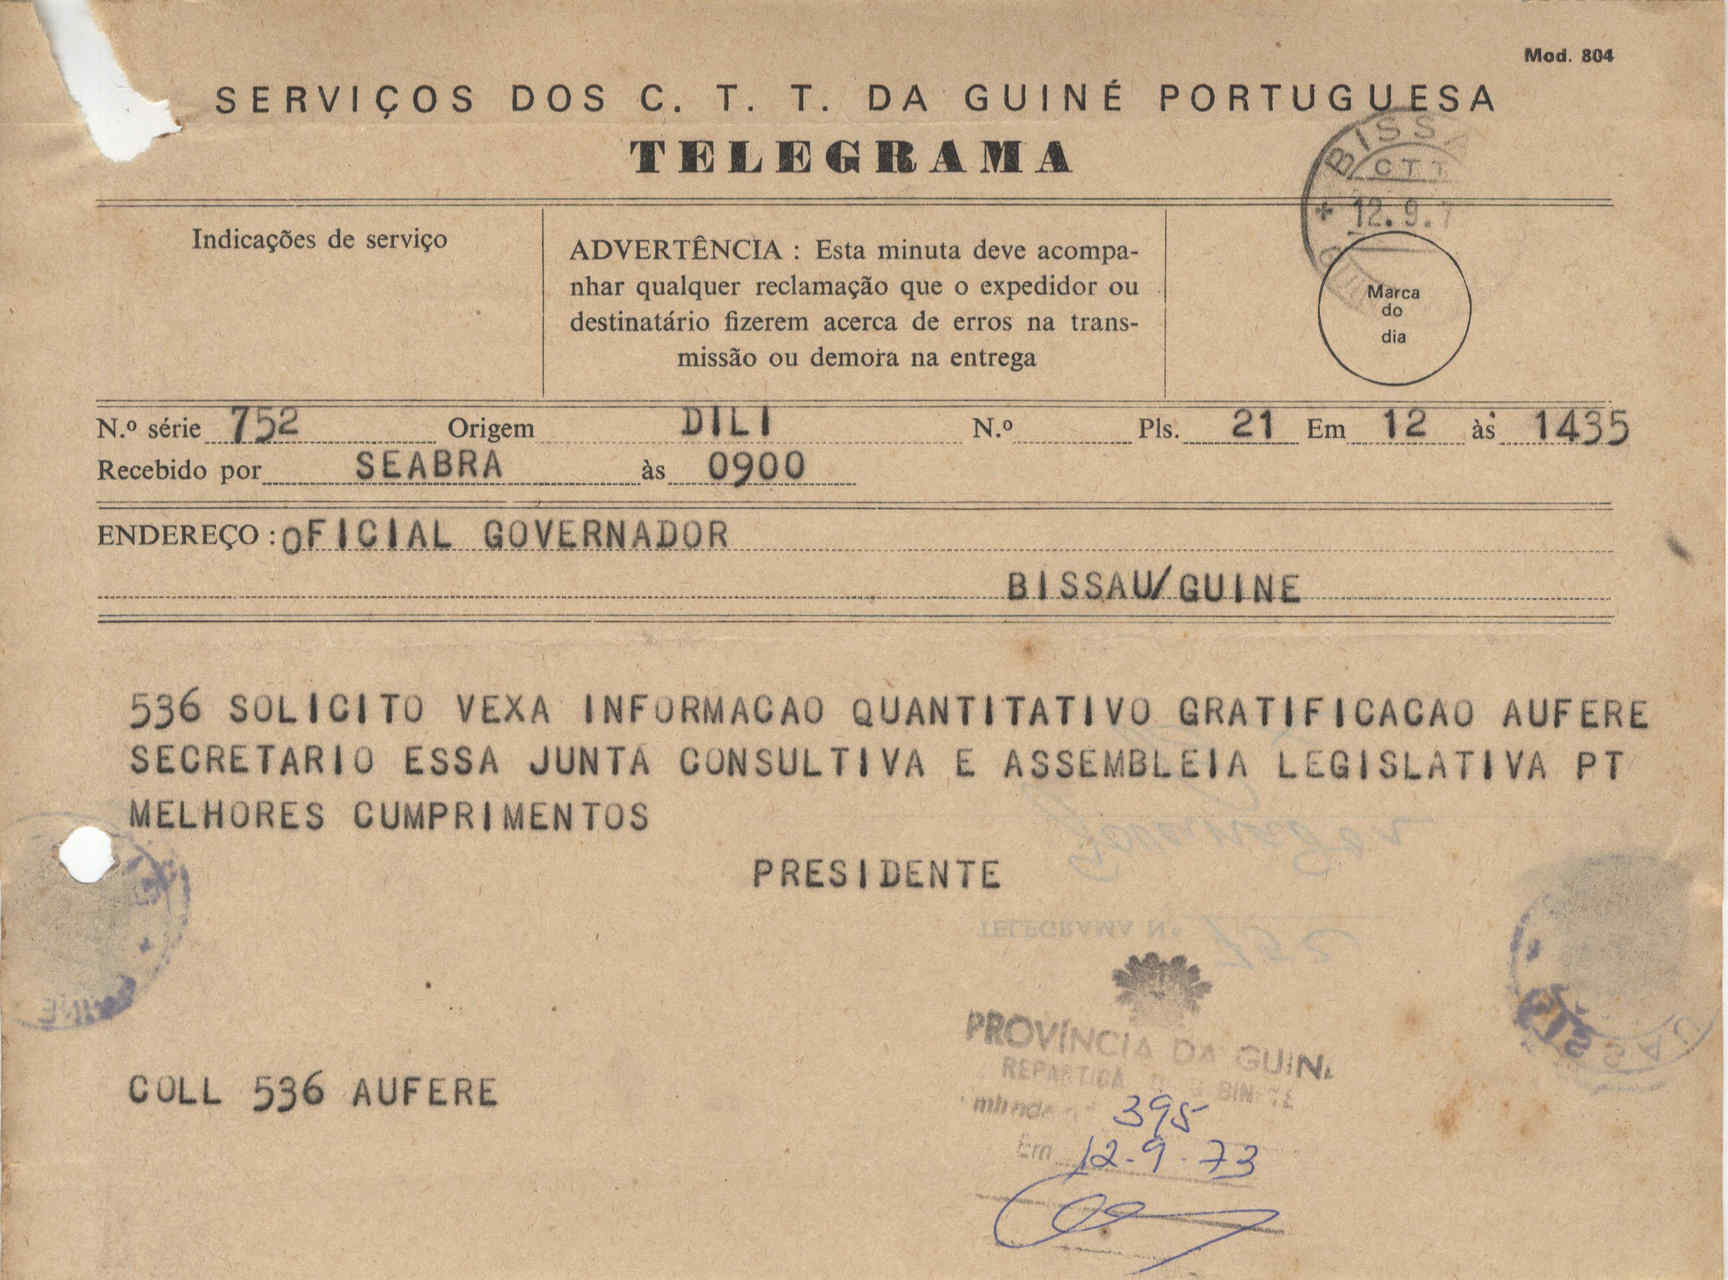 Mod. 804
SERVIÇOS DOS C. T. T. DA GUINÉ PORTUGUESA
TELEGRAMA
BISS
CTT
12.9.7
Indicações de serviço
ADVERTÊNCIA : Esta minuta deve acompa-
nhar qualquer reclamação que o expedidor ou
destinatário fizerem acerca de erros na trans-
missão ou demora na entrega
Marca
do
dia
N.º série 752 Origem DILI N.º Pls. 21 Em 12 às 1435
Recebido por SEABRA às 0900
ENDEREÇO : OFICIAL GOVERNADOR
BISSAU/GUINE
536 SOLICITO VEXA INFORMACAO QUANTITATIVO GRATIFICACAO AUFERE
SECRETARIO ESSA JUNTA CONSULTIVA E ASSEMBLEIA LEGISLATIVA PT
MELHORES CUMPRIMENTOS
PRESIDENTE
TELEGRAMA N.º 752
PROVÍNCIA DA GUIN
395
Em 12-9-73
COLL 536 AUFERE